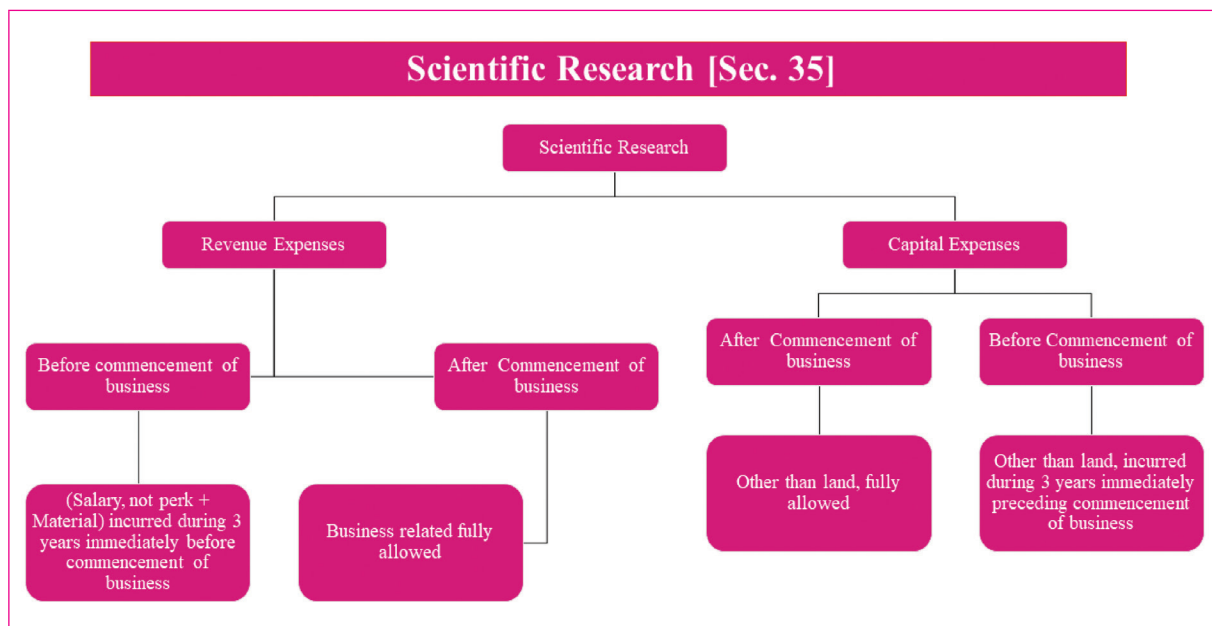 Scientific Research [Sec. 35]
Scientific Research
Revenue Expenses
Capital Expenses
Before commencement of
business
After Commencement of
business
After Commencement of
business
Before Commencement of
business
(Salary, not perk +
Material) incurred during 3
years immediately before
commencement of
business
Business related fully
allowed
Other than land, fully
allowed
Other than land, incurred
during 3 years immediately
preceding commencement
of business